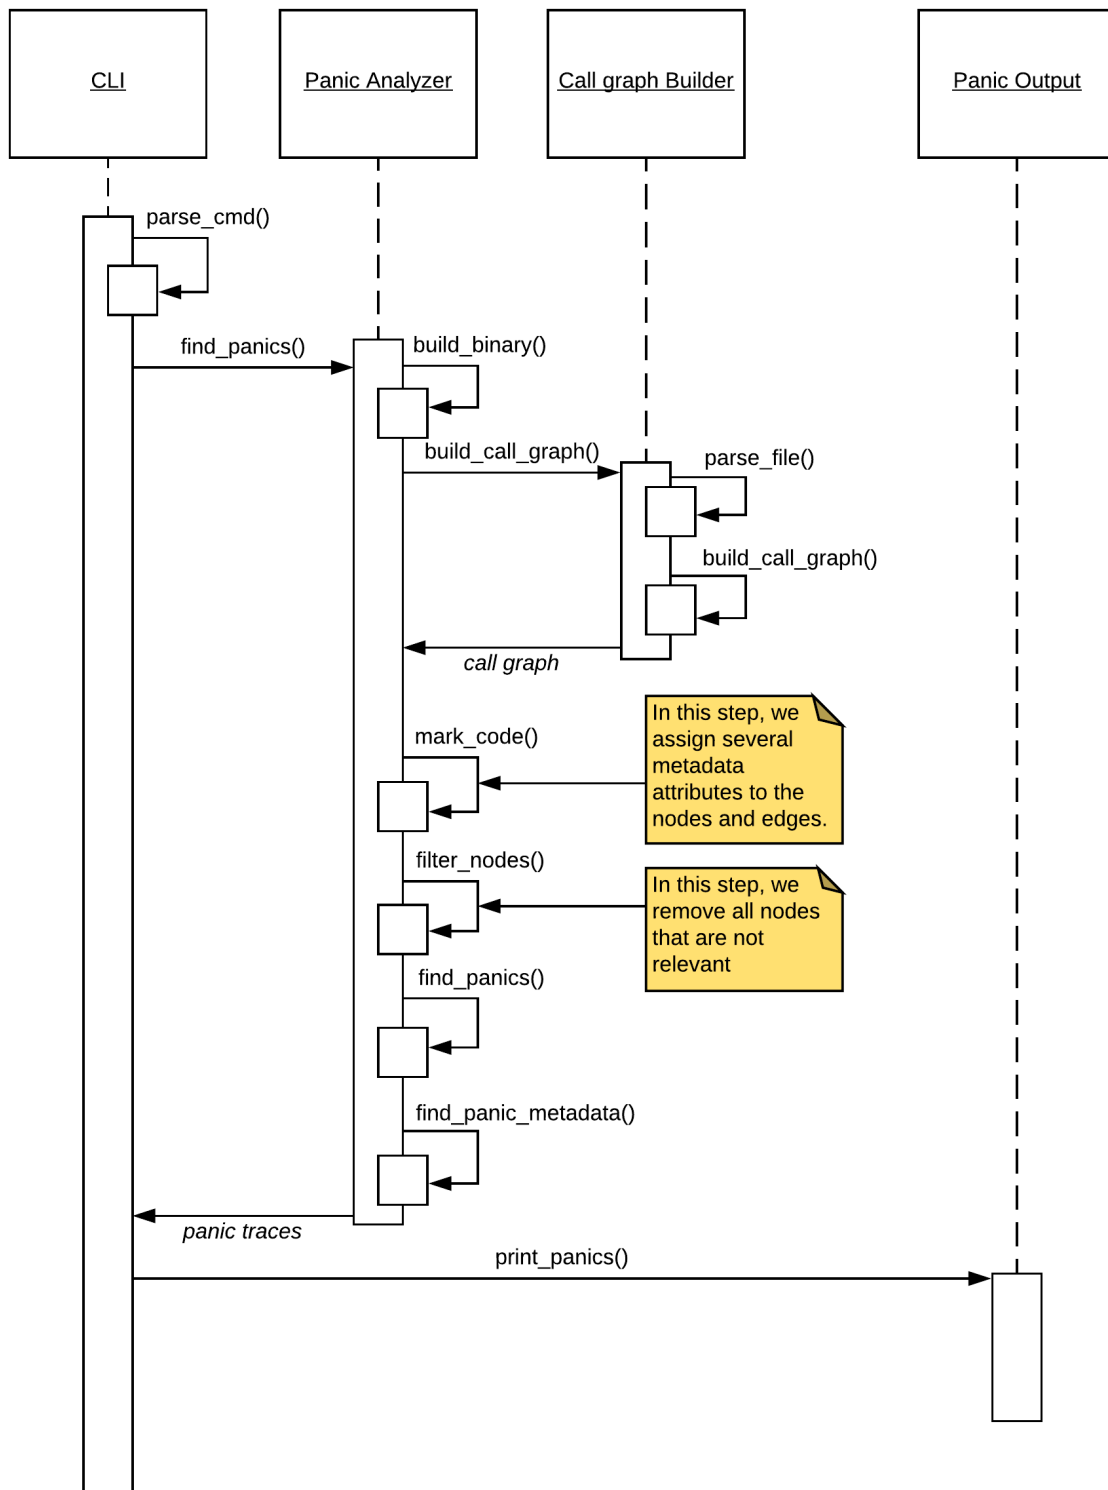 CLI
Panic Analyzer
Call graph Builder
Panic Output
parse_cmd()
find_panics()
build_binary()
build_call_graph()
parse_file()
build_call_graph()
call graph
mark_code()
In this step, we
assign several
metadata
attributes to the
nodes and edges.
filter_nodes()
In this step, we
remove all nodes
that are not
relevant
find_panics()
find_panic_metadata()
panic traces
print_panics()